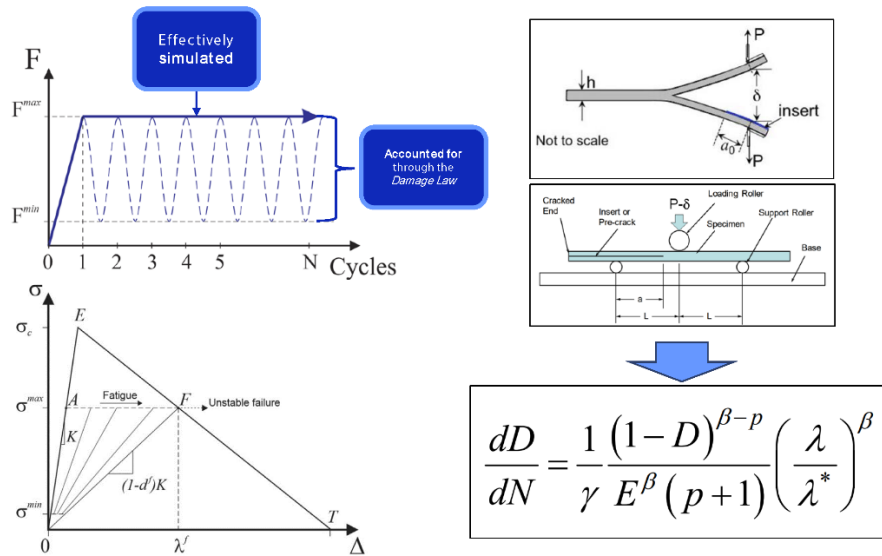 Effectively
simulated
F
F^max
F^min
0 1 2 3 4 5 N Cycles
Accounted for
through the
Damage Law
σ
σ_c
E
σ^max
A
Fatigue
F
Unstable failure
K
(1-d^f)K
σ^min
0
λ^f
T
Δ
P
h
δ
insert
Not to scale
a_0
P
Loading Roller
P-δ
Cracked
End
Insert or
Pre-crack
Specimen
Support Roller
Base
a
L L
dD/dN = 1/γ (1-D)^(β-p) / E^β (p+1) (λ/λ*)^β